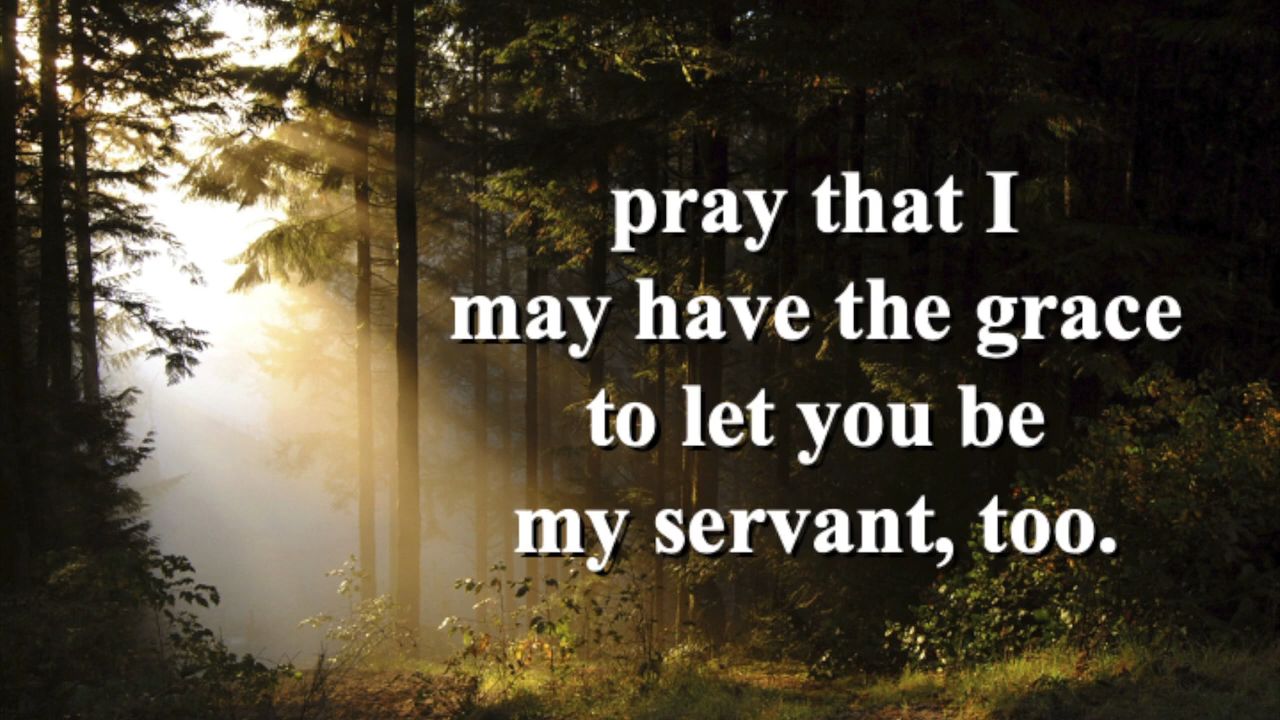 pray that I
may have the grace
to let you be
my servant, too.